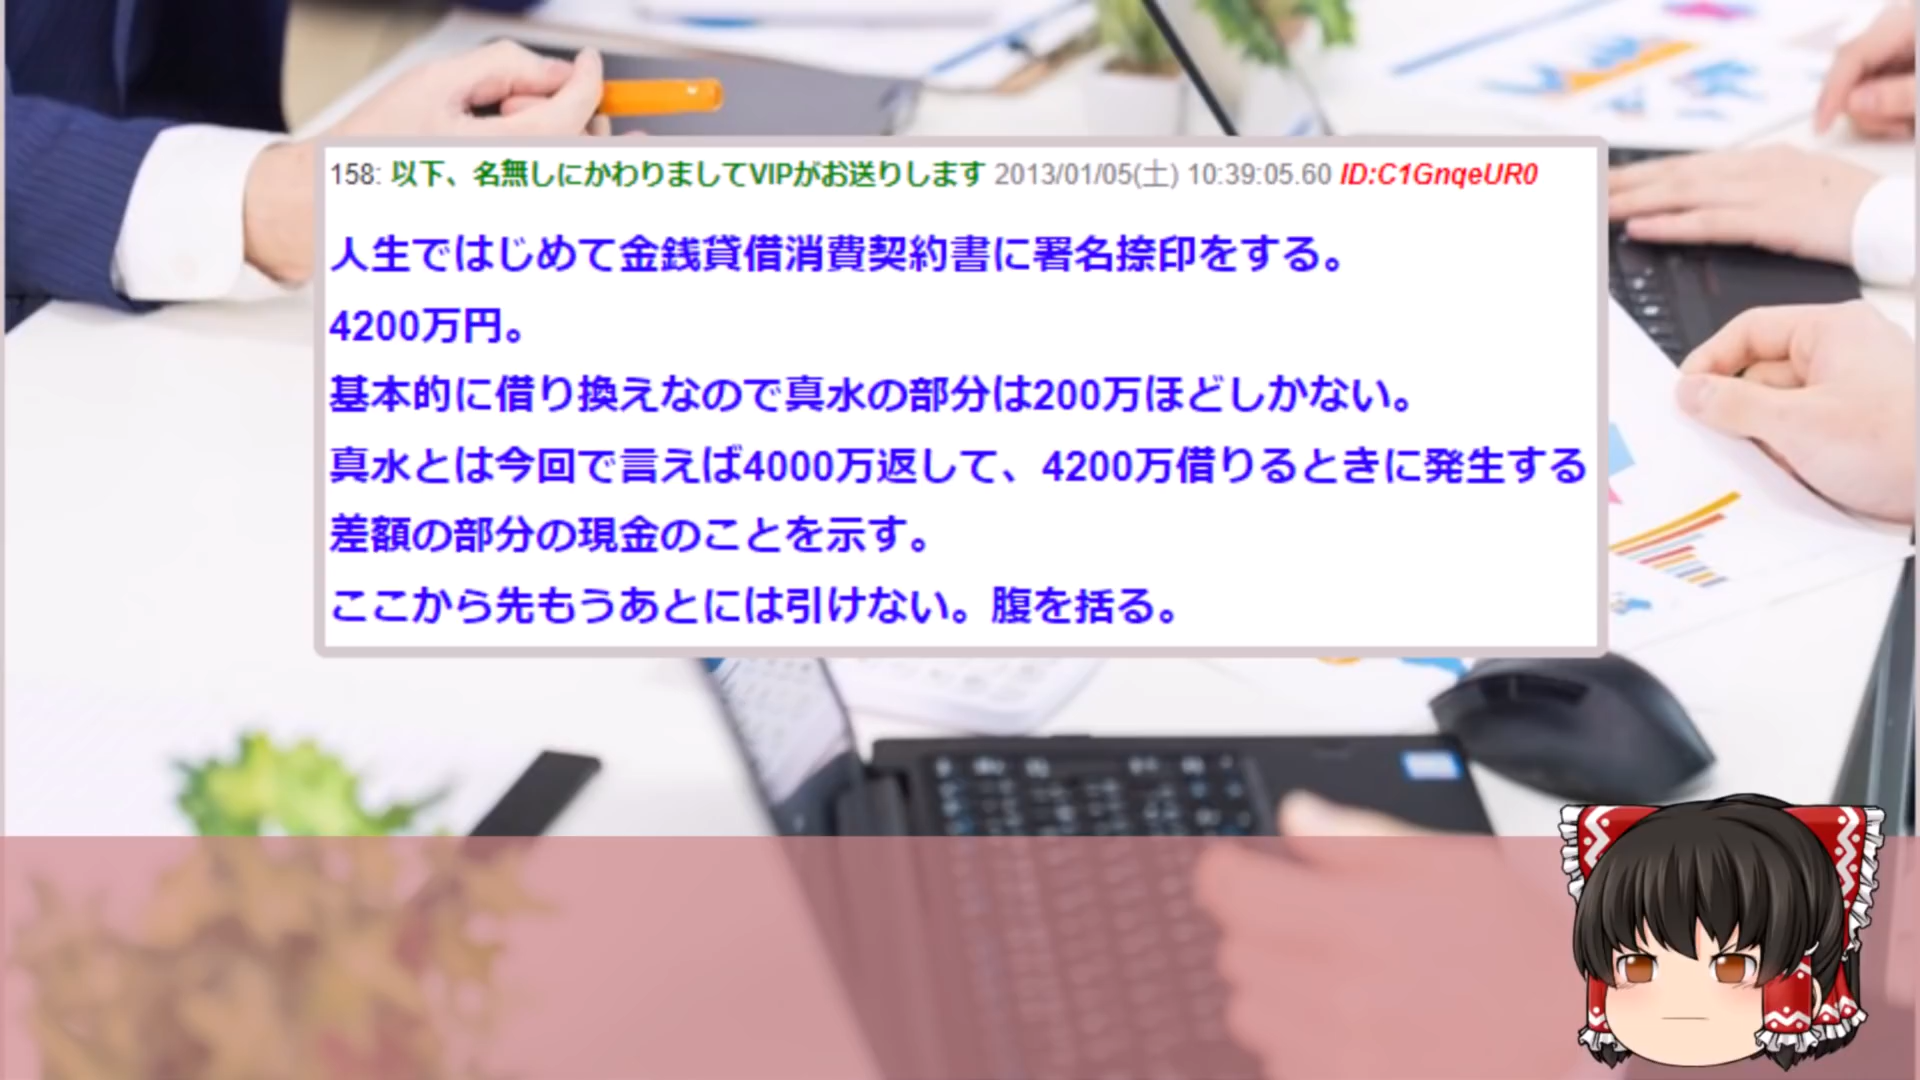 158: 以下、名無しにかわりましてVIPがお送りします 2013/01/05(土) 10:39:05.60 ID:C1GnqeUR0
人生ではじめて金銭貸借消費契約書に署名捺印をする。
4200万円。
基本的に借り換えなので真水の部分は200万ほどしかない。
真水とは今回で言えば4000万返して、4200万借りるときに発生する
差額の部分の現金のことを示す。
ここから先もうあとには引けない。腹を括る。